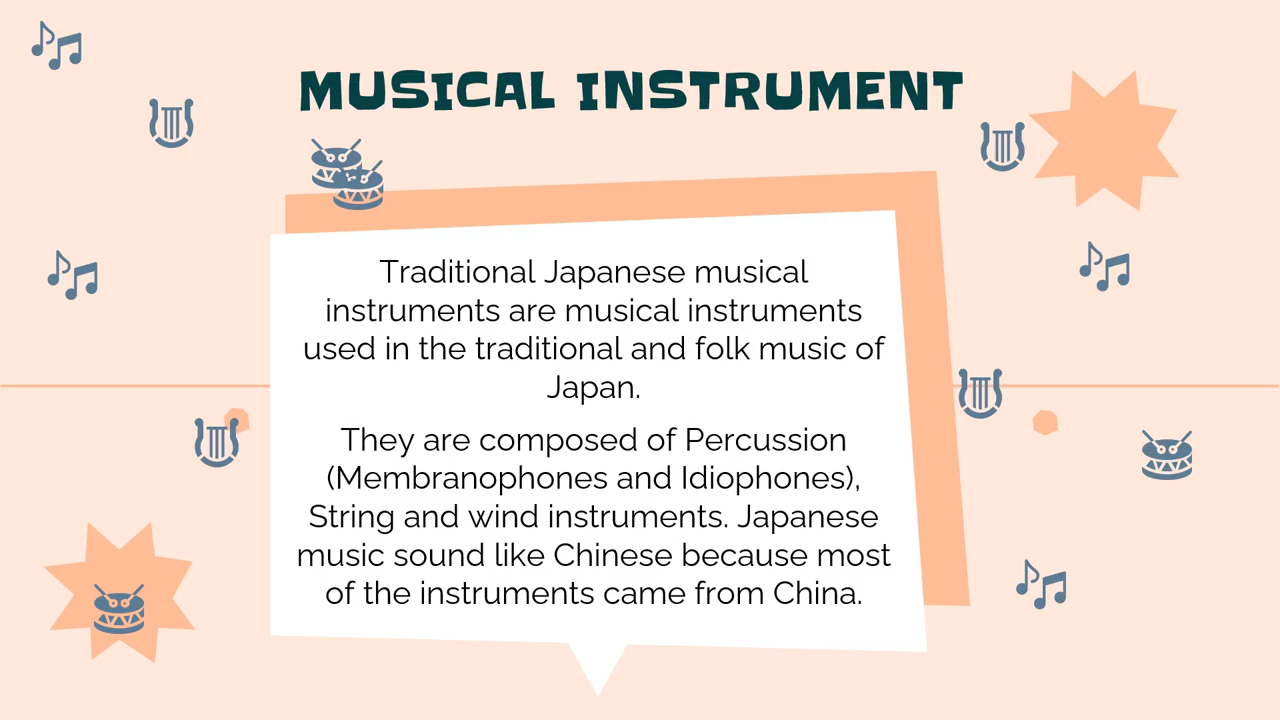 MUSICAL INSTRUMENT
Traditional Japanese musical
instruments are musical instruments
used in the traditional and folk music of
Japan.
They are composed of Percussion
(Membranophones and Idiophones),
String and wind instruments. Japanese
music sound like Chinese because most
of the instruments came from China.